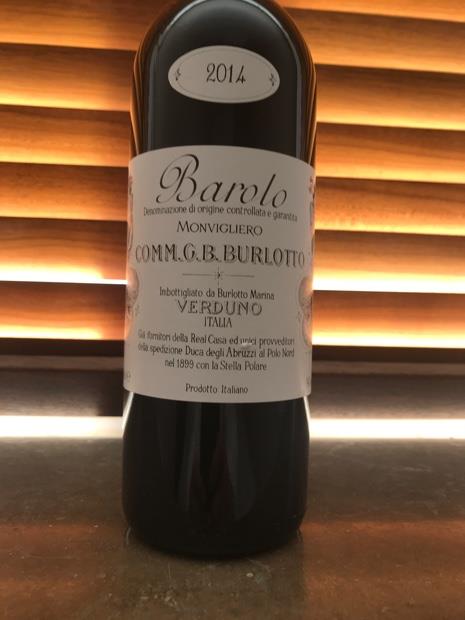 2014
Barolo
Denominazione di origine controllata e garantita
MONVIGLIERO
COMM.G.B.BURLOTTO
Imbottigliato da Burlotto Marina
VERDUNO
ITALIA
Già fornitori della Real Casa ed unici provveditori
della spedizione Duca degli Abruzzi al Polo Nord
nel 1899 con la Stella Polare
Prodotto Italiano